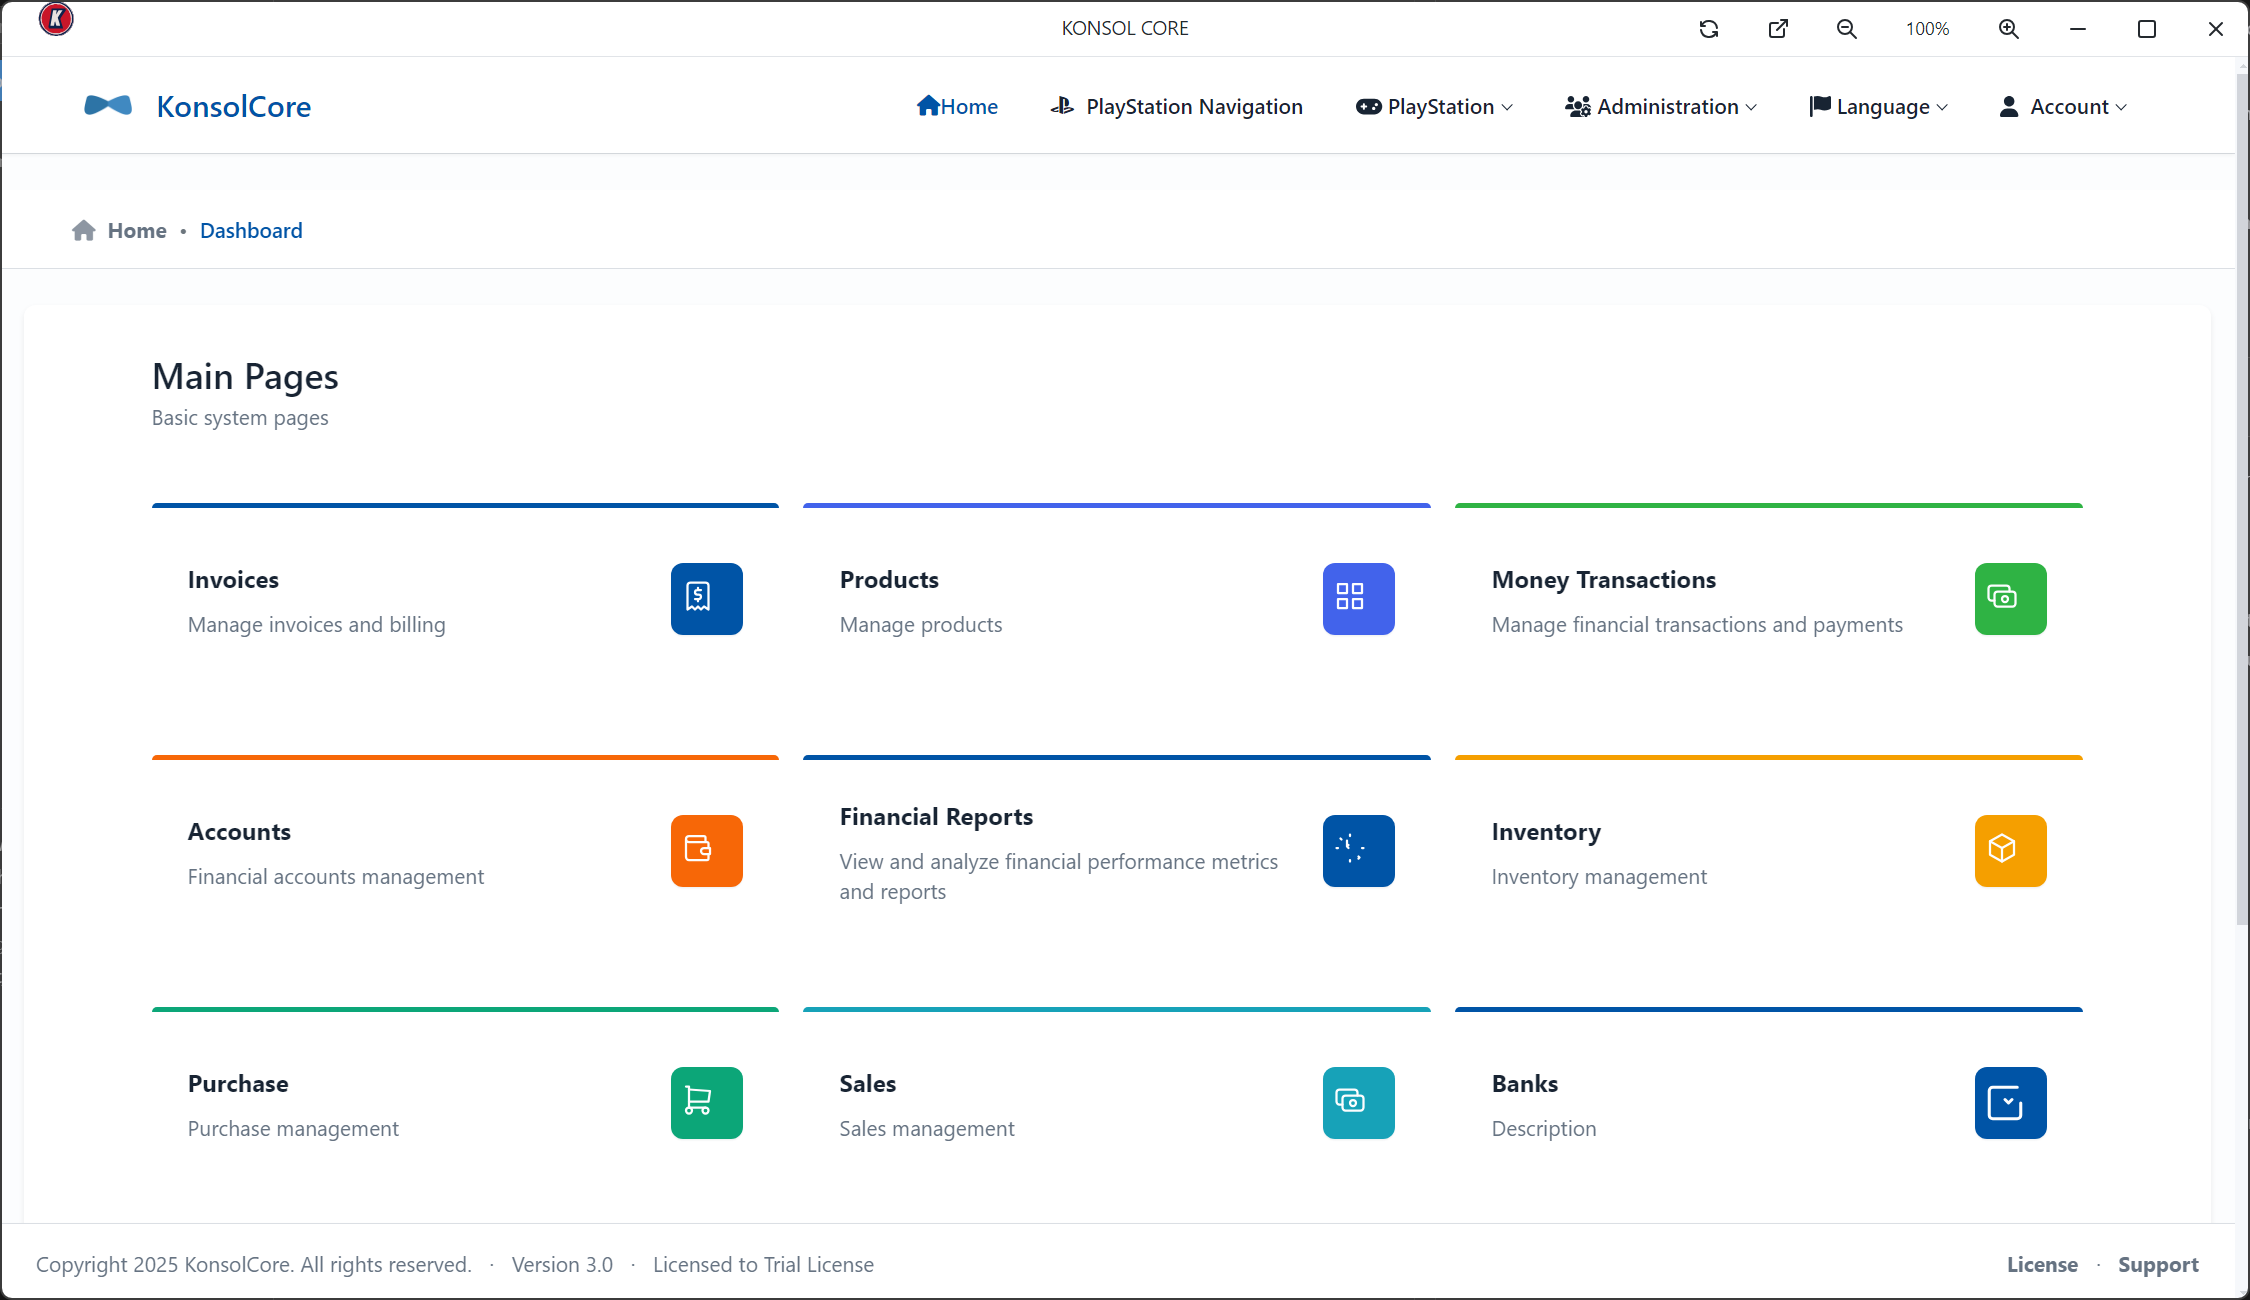 K
KONSOL CORE
100%
KonsolCore
Home
PlayStation Navigation
PlayStation
Administration
Language
Account
Home • Dashboard
Main Pages
Basic system pages
Invoices
Manage invoices and billing
Products
Manage products
Money Transactions
Manage financial transactions and payments
Accounts
Financial accounts management
Financial Reports
View and analyze financial performance metrics
and reports
Inventory
Inventory management
Purchase
Purchase management
Sales
Sales management
Banks
Description
Copyright 2025 KonsolCore. All rights reserved. · Version 3.0 · Licensed to Trial License
License · Support